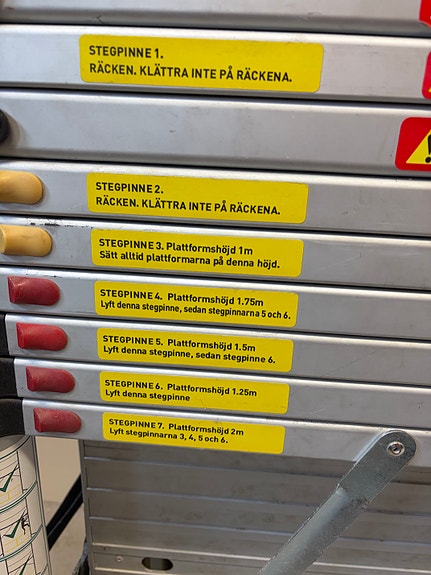 STEGPINNE 1.
RÄCKEN. KLÄTTRA INTE PÅ RÄCKENA.
STEGPINNE 2.
RÄCKEN. KLÄTTRA INTE PÅ RÄCKENA.
STEGPINNE 3. Plattformshöjd 1m
Sätt alltid plattformarna på denna höjd.
STEGPINNE 4. Plattformshöjd 1.75m
Lyft denna stegpinne, sedan stegpinnarna 5 och 6.
STEGPINNE 5. Plattformshöjd 1.5m
Lyft denna stegpinne, sedan stegpinne 6.
STEGPINNE 6. Plattformshöjd 1.25m
Lyft denna stegpinne
STEGPINNE 7. Plattformshöjd 2m
Lyft stegpinnarna 3, 4, 5 och 6.